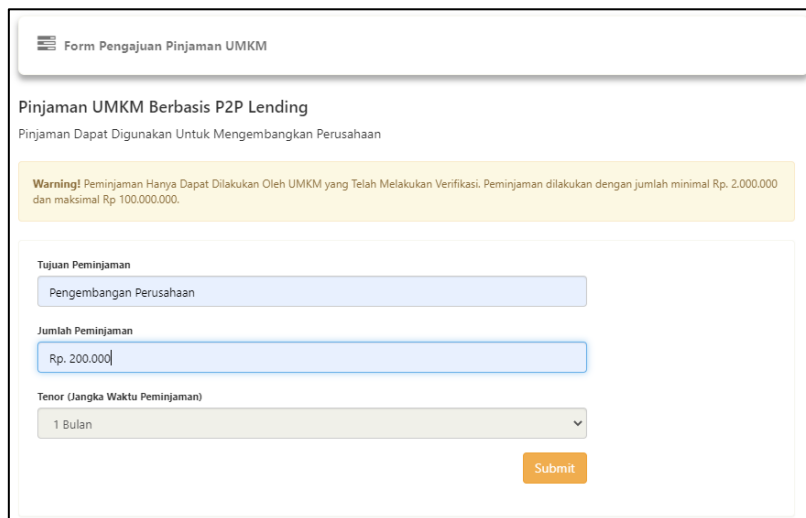 Form Pengajuan Pinjaman UMKM
Pinjaman UMKM Berbasis P2P Lending
Pinjaman Dapat Digunakan Untuk Mengembangkan Perusahaan
Warning! Peminjaman Hanya Dapat Dilakukan Oleh UMKM yang Telah Melakukan Verifikasi. Peminjaman dilakukan dengan jumlah minimal Rp. 2.000.000
dan maksimal Rp 100.000.000.
Tujuan Peminjaman
Pengembangan Perusahaan
Jumlah Peminjaman
Rp. 200.000
Tenor (Jangka Waktu Peminjaman)
1 Bulan
Submit